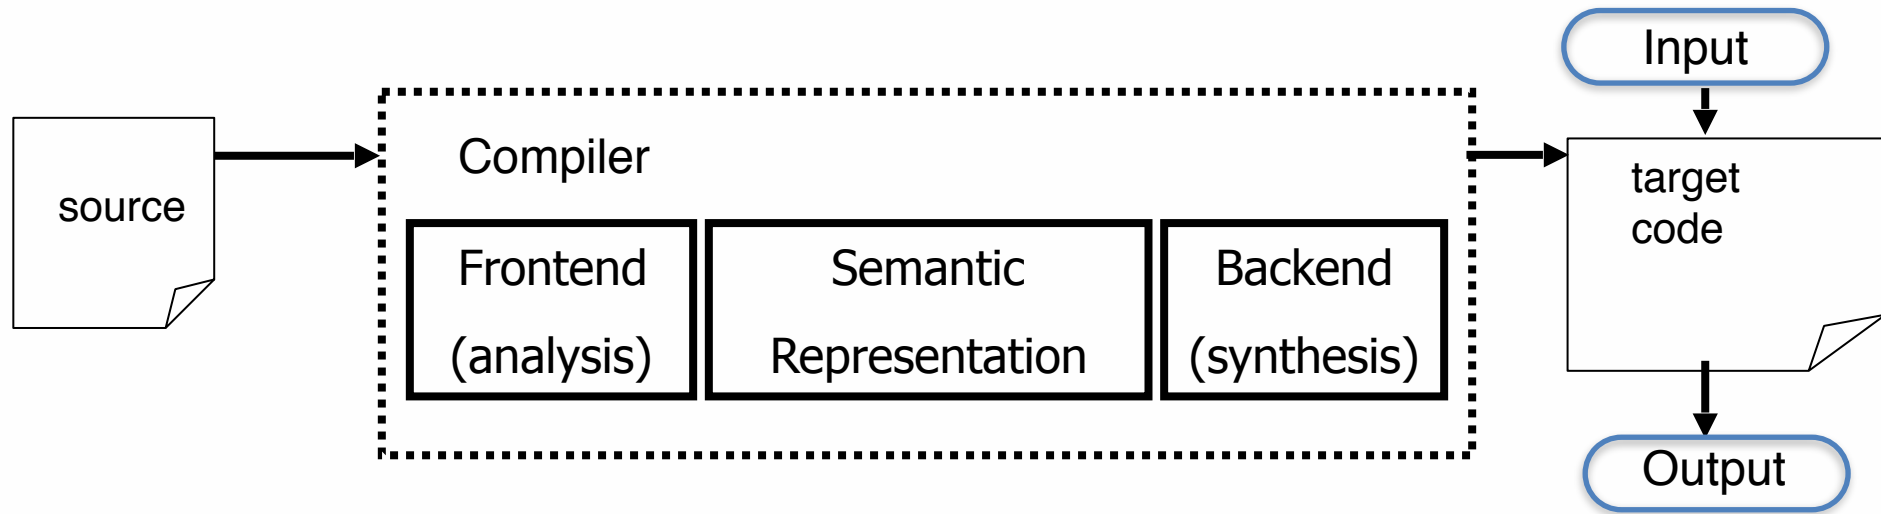 source
Compiler
Frontend
(analysis)
Semantic
Representation
Backend
(synthesis)
Input
target
code
Output